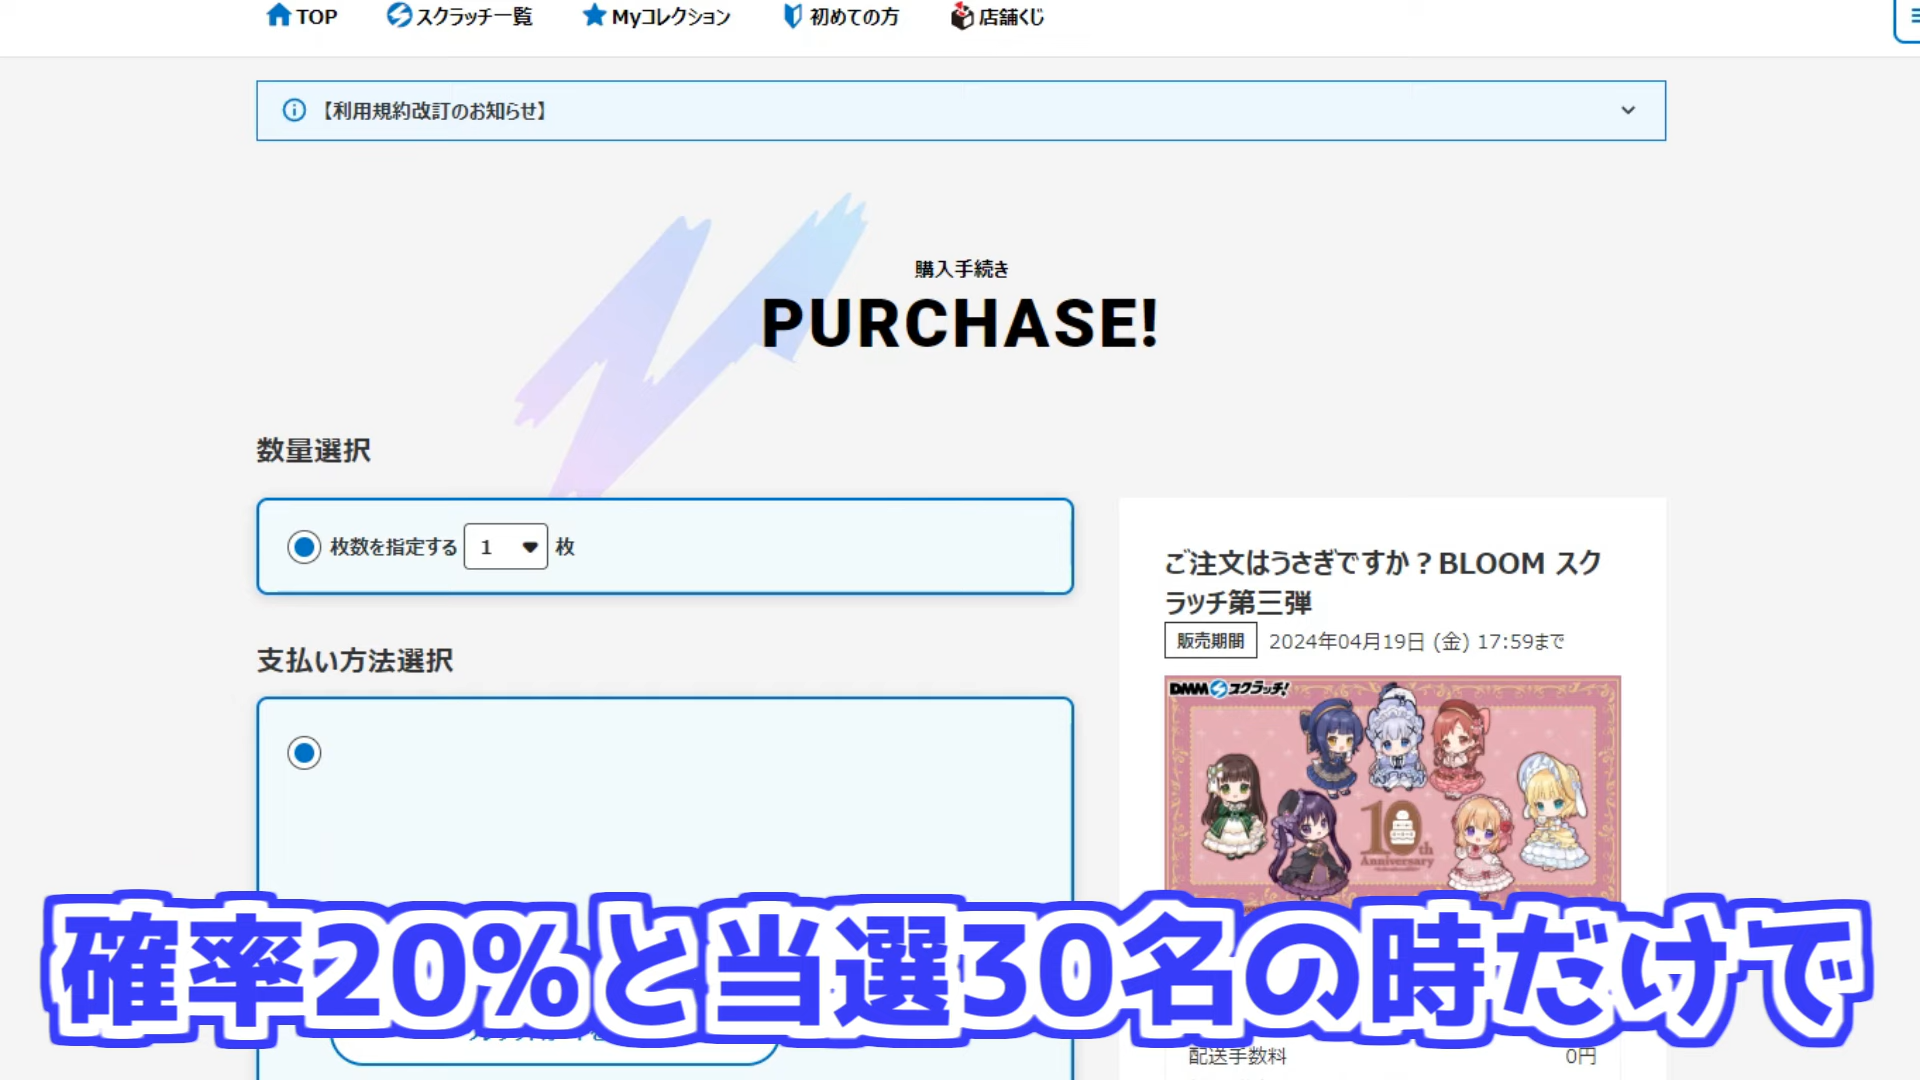 TOP スクラッチ一覧 Myコレクション 初めての方 店舗くじ
【利用規約改訂のお知らせ】
購入手続き
PURCHASE!
数量選択
枚数を指定する 1 枚
支払い方法選択
ご注文はうさぎですか?BLOOM スク
ラッチ第三弾
販売期間 2024年04月19日 (金) 17:59まで
DMMスクラッチ!
10th
Anniversary
確率20%と当選30名の時だけで
配送手数料 0円